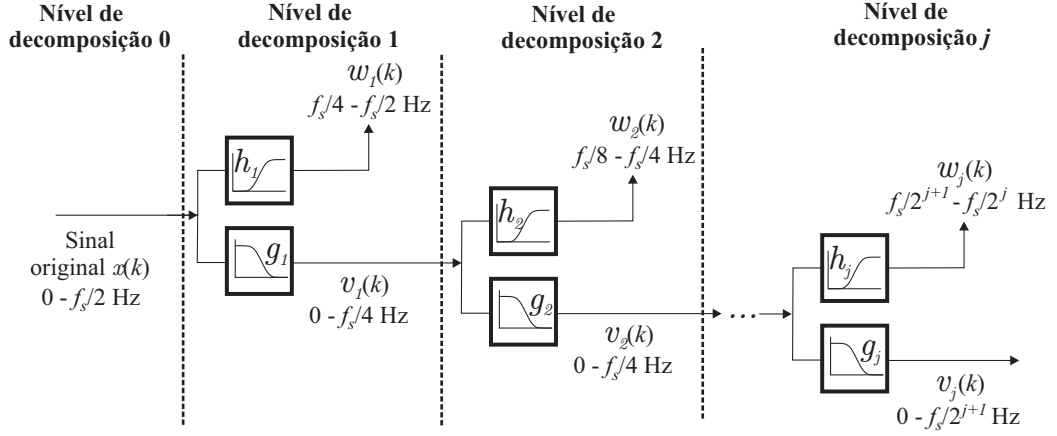 Nível de
decomposição 0
Nível de
decomposição 1
Nível de
decomposição 2
Nível de
decomposição j
Sinal
original x(k)
0 - fs/2 Hz
w1(k)
fs/4 - fs/2 Hz
h1
g1
v1(k)
0 - fs/4 Hz
w2(k)
fs/8 - fs/4 Hz
h2
g2
v2(k)
0 - fs/4 Hz
...
wj(k)
fs/2^{j+1} - fs/2^j Hz
hj
gj
vj(k)
0 - fs/2^{j+1} Hz